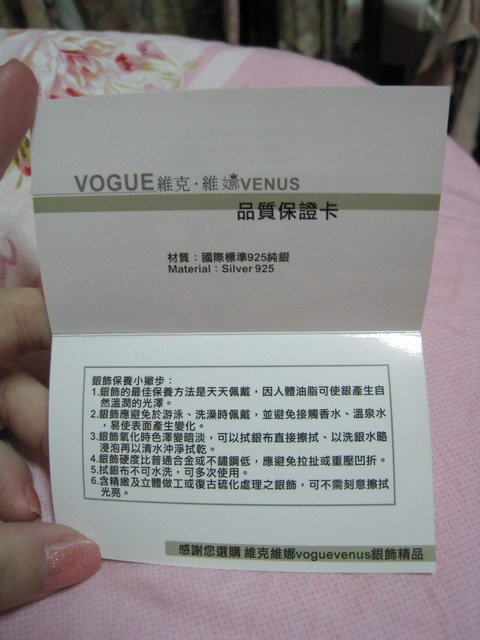 VOGUE維克·維娜VENUS
品質保證卡
材質：國際標準925純銀
Material：Silver 925
銀飾保養小撇步：
1.銀飾的最佳保養方法是天天佩戴，因人體油脂可使銀產生自
然溫潤的光澤。
2.銀飾應避免於游泳、洗澡時佩戴，並避免接觸香水、溫泉水
，易使表面產生變化。
3.銀飾氧化時色澤變暗淡，可以拭銀布直接擦拭、以洗銀水略
浸泡再以清水沖淨拭乾。
4.銀飾硬度比普通合金或不鏽鋼低，應避免拉扯或重壓凹折。
5.拭銀布不可水洗，可多次使用。
6.含精緻及立體做工或復古硫化處理之銀飾，可不需刻意擦拭
光亮。
感謝您選購 維克維娜voguevenus銀飾精品